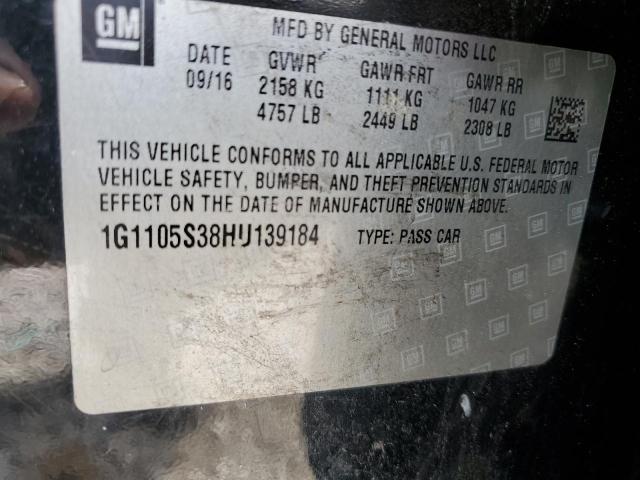 GM
MFD BY GENERAL MOTORS LLC
DATE GVWR GAWR FRT GAWR RR
09/16 2158 KG 1111 KG 1047 KG
4757 LB 2449 LB 2308 LB
THIS VEHICLE CONFORMS TO ALL APPLICABLE U.S. FEDERAL MOTOR
VEHICLE SAFETY, BUMPER, AND THEFT PREVENTION STANDARDS IN
EFFECT ON THE DATE OF MANUFACTURE SHOWN ABOVE.
1G1105S38HU139184 TYPE: PASS CAR